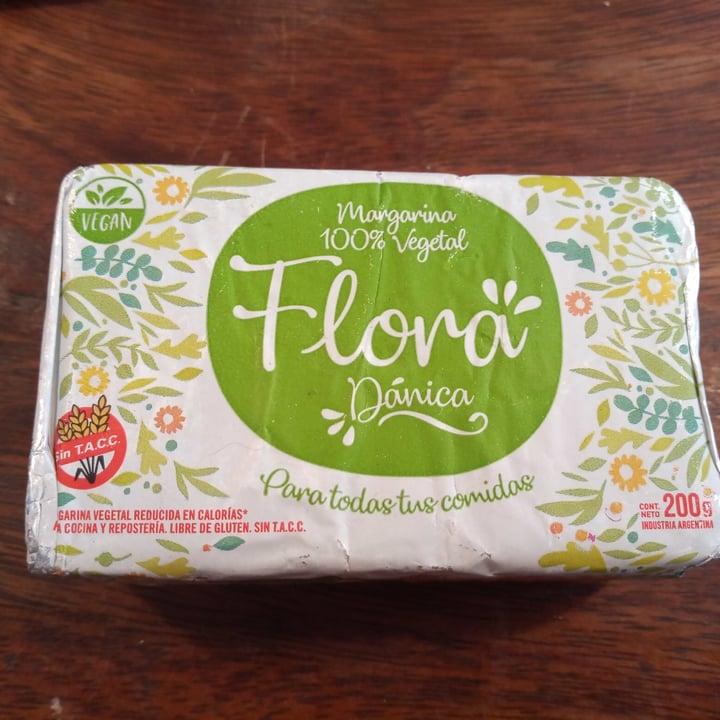 VEGAN
Margarina
100% Vegetal
Flora
Dánica
Para todas tus comidas
Sin T.A.C.C.
GARINA VEGETAL REDUCIDA EN CALORÍAS*
A COCINA Y REPOSTERÍA. LIBRE DE GLUTEN. SIN T.A.C.C.
CONT. NETO 200g
INDUSTRIA ARGENTINA